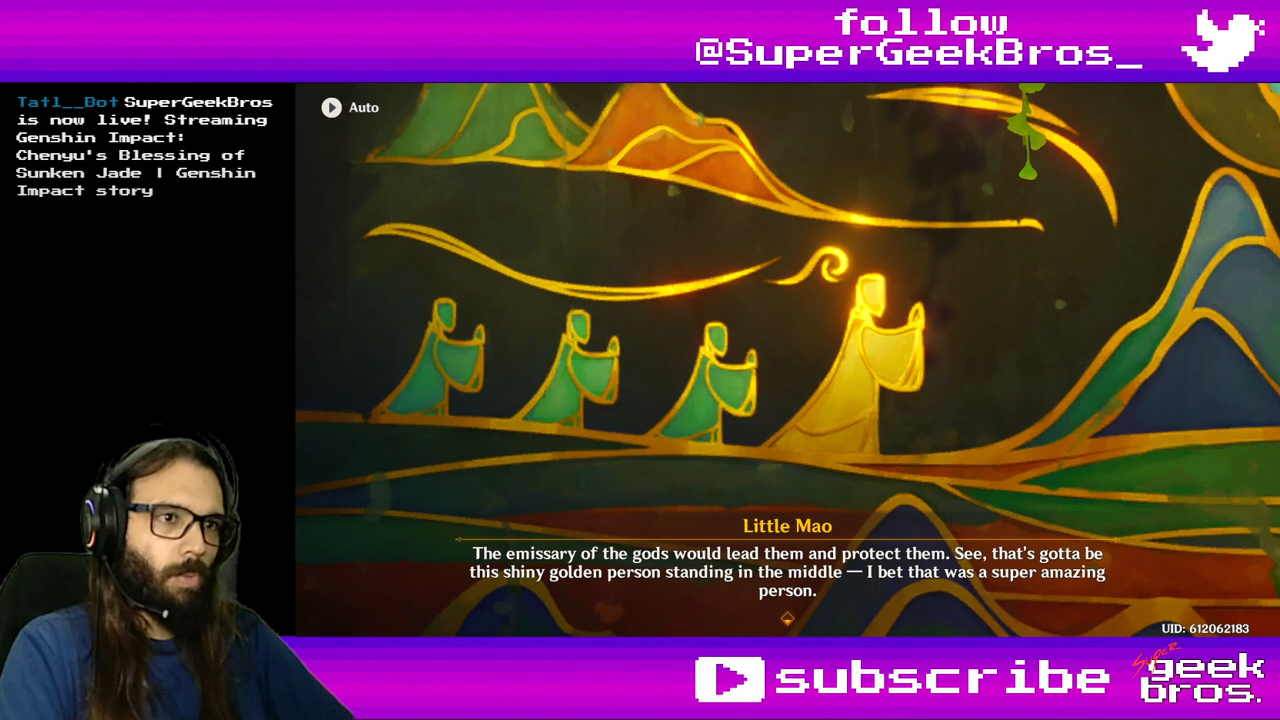 follow
@SuperGeekBros_
Tatl__Bot SuperGeekBros
is now live! Streaming
Genshin Impact:
Chenyu's Blessing of
Sunken Jade | Genshin
Impact story
Auto
Little Mao
The emissary of the gods would lead them and protect them. See, that's gotta be
this shiny golden person standing in the middle — I bet that was a super amazing
person.
UID: 612062183
subscribe
SUPER
geek
bros.